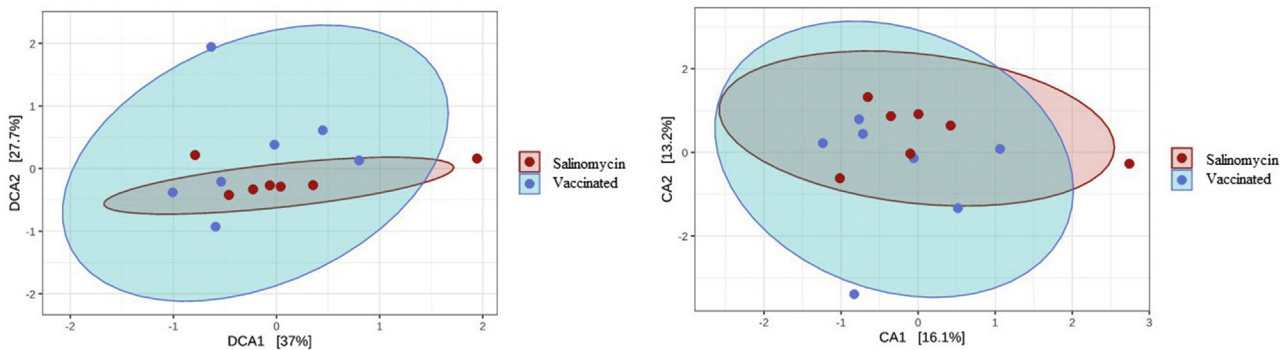 2
1
0
-1
-2
DCA2 [27.7%]
-2 -1 0 1 2
DCA1 [37%]
Salinomycin
Vaccinated
2
0
-2
CA2 [13.2%]
-2 -1 0 1 2 3
CA1 [16.1%]
Salinomycin
Vaccinated